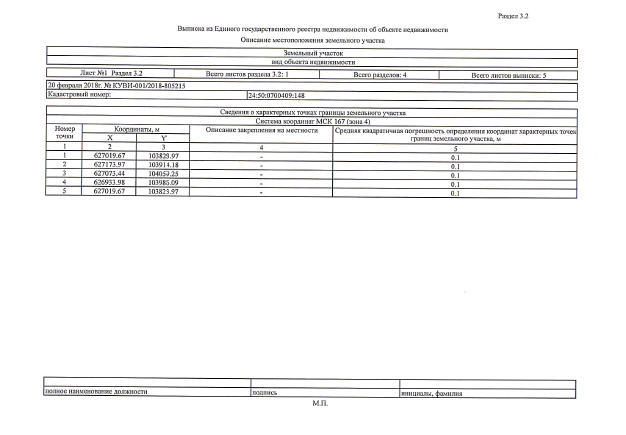 Раздел 3.2
Выписка из Единого государственного реестра недвижимости об объекте недвижимости
Описание местоположения земельного участка
Земельный участок
вид объекта недвижимости
Лист №1 Раздел 3.2 Всего листов раздела 3.2: 1 Всего разделов: 4 Всего листов выписки: 5
20 февраля 2018г. № КУВИ-001/2018-805215
Кадастровый номер: 24:50:0700409:148
Сведения о характерных точках границы земельного участка
Система координат МСК 167 (зона 4)
Номер точки Координаты, м Описание закрепления на местности Средняя квадратичная погрешность определения координат характерных точек границ земельного участка, м
X Y
1 2 3 4 5
1 627019.67 103823.97 - 0.1
2 627173.97 103914.18 - 0.1
3 627073.44 104059.25 - 0.1
4 626933.98 103985.09 - 0.1
5 627019.67 103823.97 - 0.1
полное наименование должности подпись инициалы, фамилия
М.П.